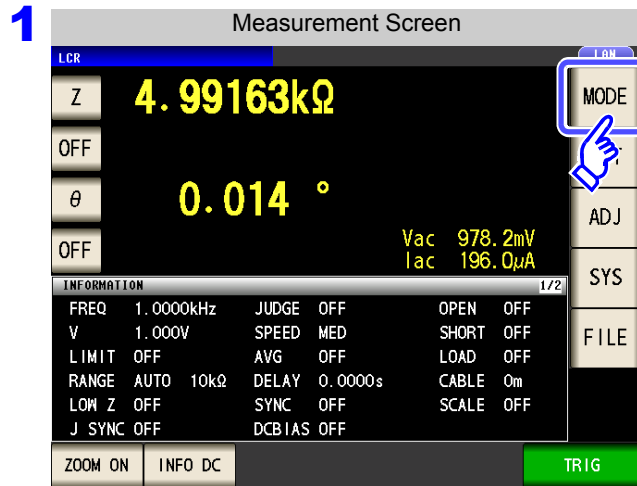 1
Measurement Screen
LCR
LAN
Z 4.99163kΩ
MODE
OFF
θ 0.014 °
ADJ
OFF
Vac 978.2mV
Iac 196.0µA
SYS
INFORMATION 1/2
FREQ 1.0000kHz JUDGE OFF OPEN OFF
V 1.000V SPEED MED SHORT OFF
FILE
LIMIT OFF AVG OFF LOAD OFF
RANGE AUTO 10kΩ DELAY 0.0000s CABLE 0m
LOW Z OFF SYNC OFF SCALE OFF
J SYNC OFF DCBIAS OFF
ZOOM ON INFO DC TRIG